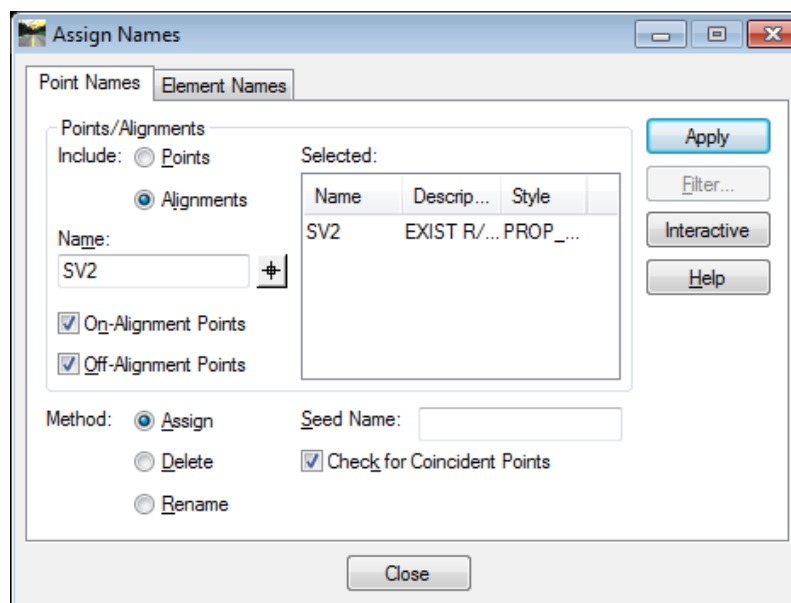 Assign Names
Point Names Element Names
Points/Alignments
Include: Points
Alignments
Selected:
Name Descrip... Style
SV2 EXIST R/... PROP_...
Name:
SV2
On-Alignment Points
Off-Alignment Points
Apply
Filter...
Interactive
Help
Method: Assign
Delete
Rename
Seed Name:
Check for Coincident Points
Close